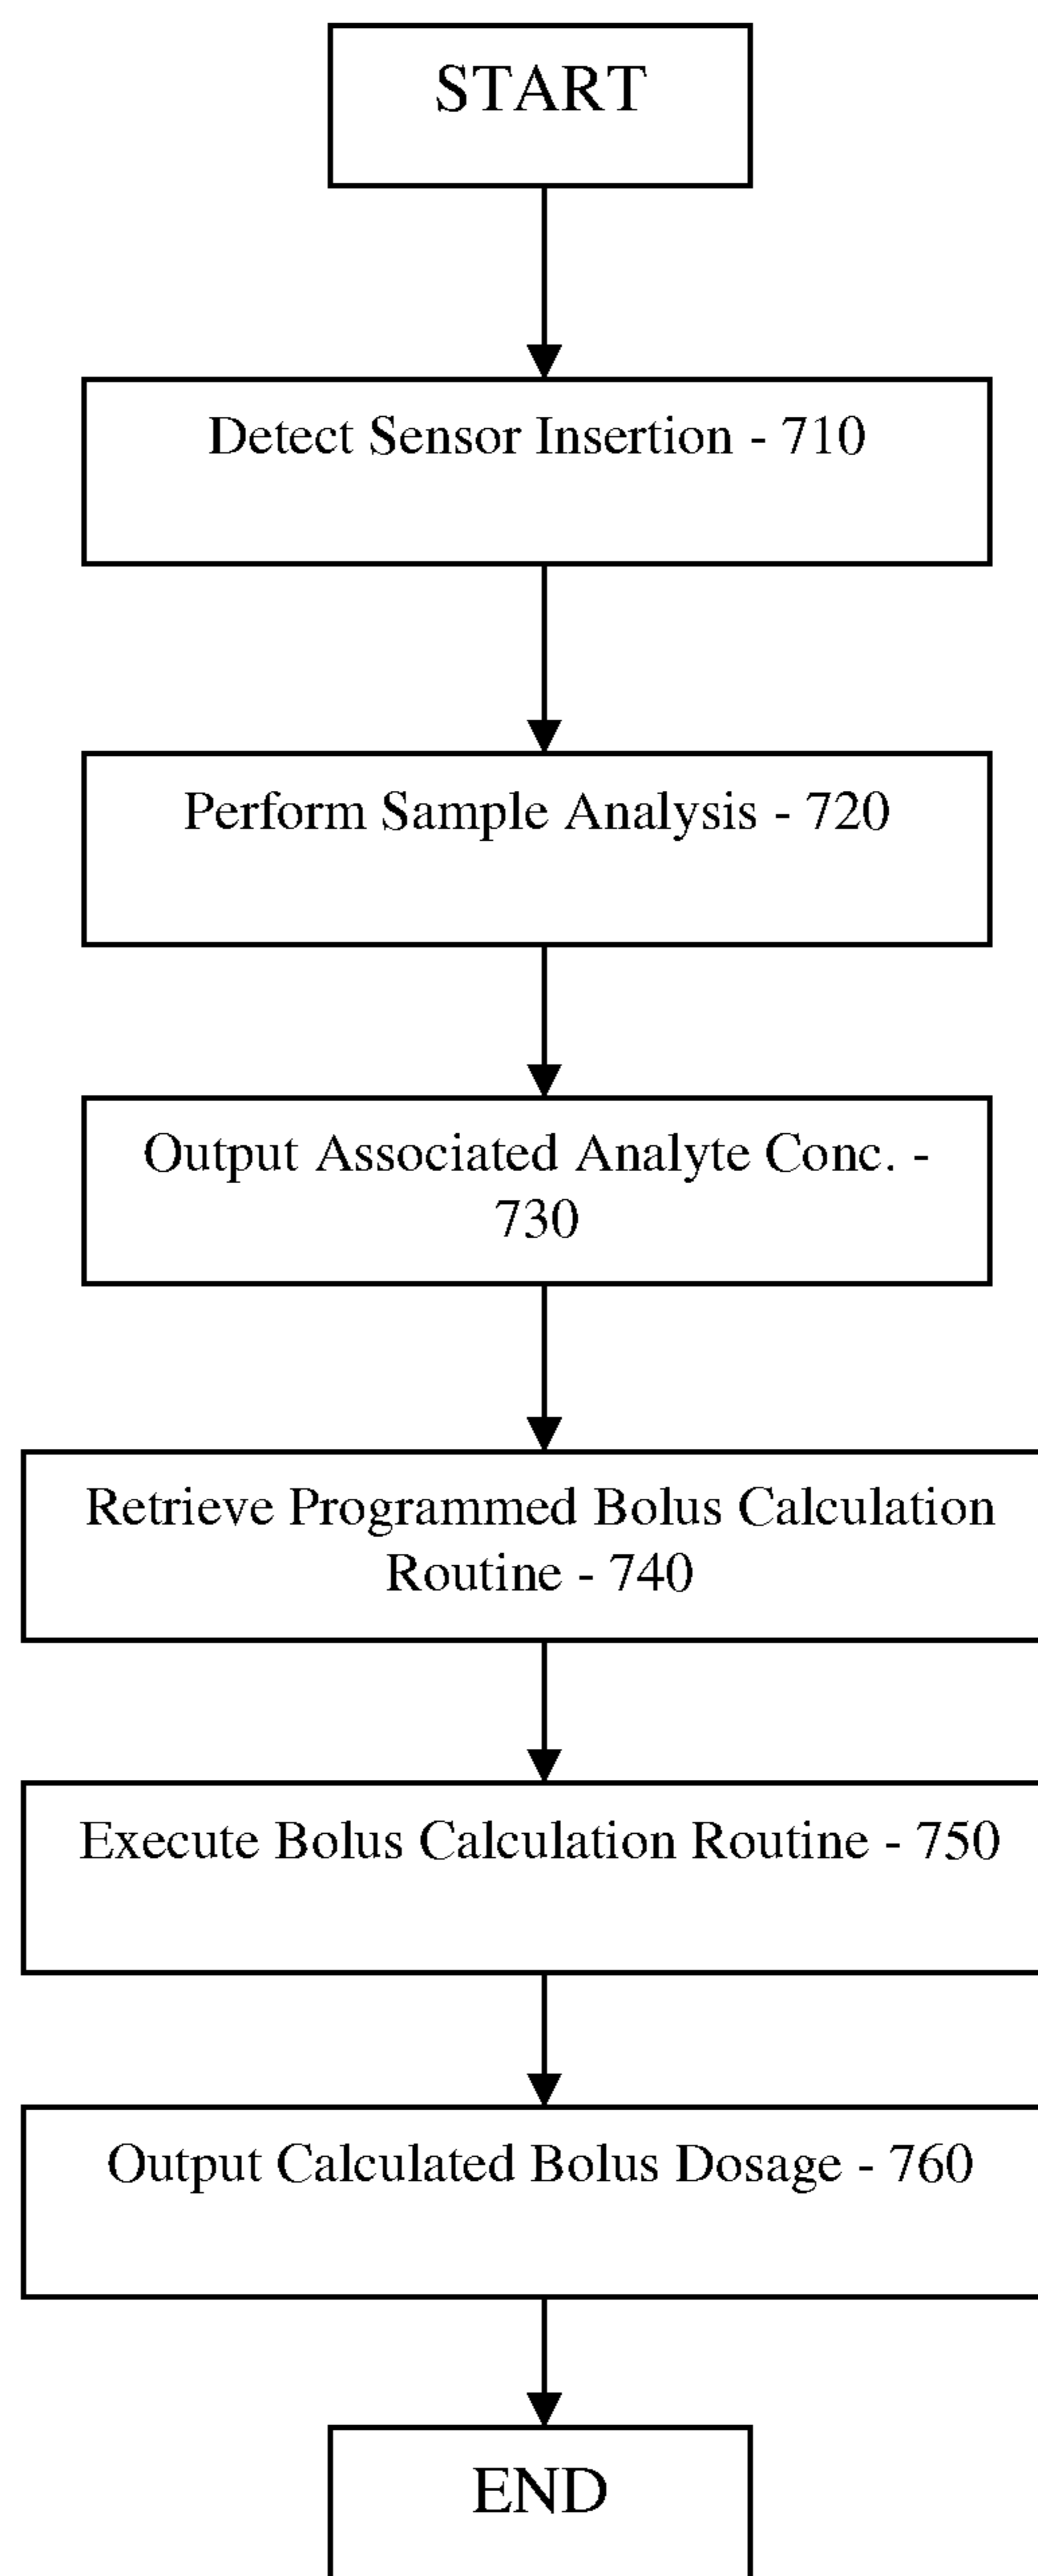 START
Detect Sensor Insertion - 710
Perform Sample Analysis - 720
Output Associated Analyte Conc. -
730
Retrieve Programmed Bolus Calculation
Routine - 740
Execute Bolus Calculation Routine - 750
Output Calculated Bolus Dosage - 760
END